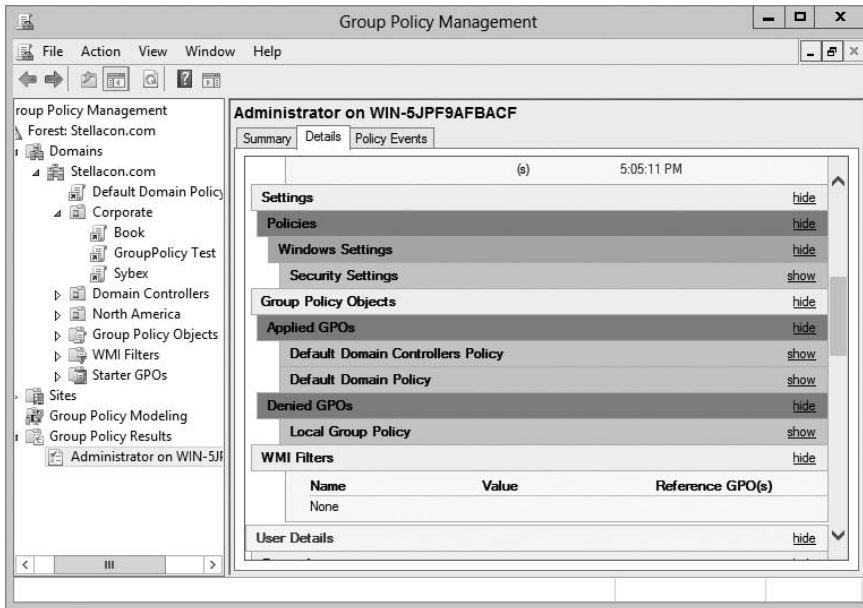 Group Policy Management
File Action View Window Help
roup Policy Management
Forest: Stellacon.com
Domains
Stellacon.com
Default Domain Policy
Corporate
Book
GroupPolicy Test
Sybex
Domain Controllers
North America
Group Policy Objects
WMI Filters
Starter GPOs
Sites
Group Policy Modeling
Group Policy Results
Administrator on WIN-5JF
Administrator on WIN-5JPF9AFBACF
Summary Details Policy Events
(s) 5:05:11 PM
Settings hide
Policies hide
Windows Settings hide
Security Settings show
Group Policy Objects hide
Applied GPOs hide
Default Domain Controllers Policy show
Default Domain Policy show
Denied GPOs hide
Local Group Policy show
WMI Filters hide
Name Value Reference GPO(s)
None
User Details hide